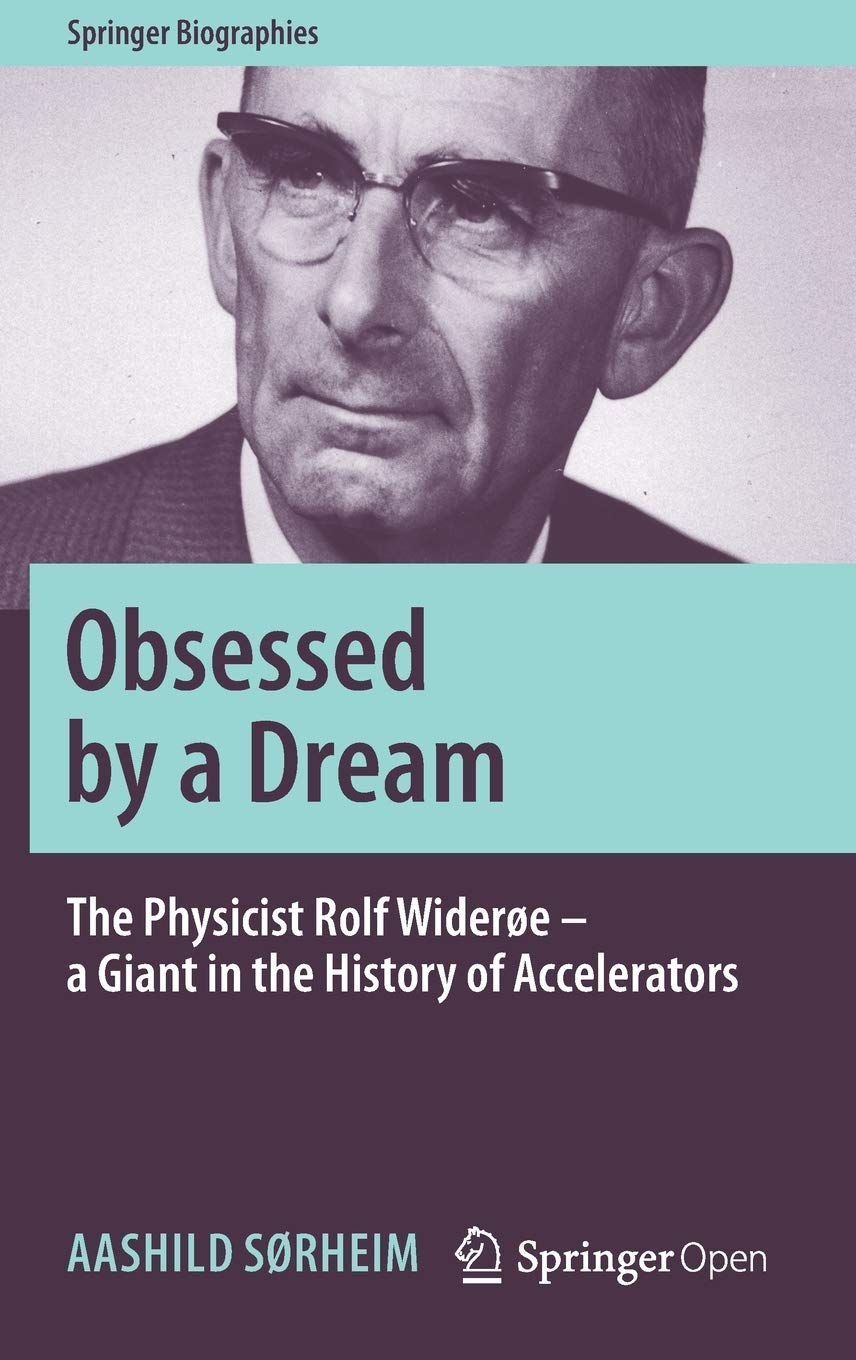 Springer Biographies
Obsessed
by a Dream
The Physicist Rolf Widerøe –
a Giant in the History of Accelerators
AASHILD SØRHEIM
Springer Open